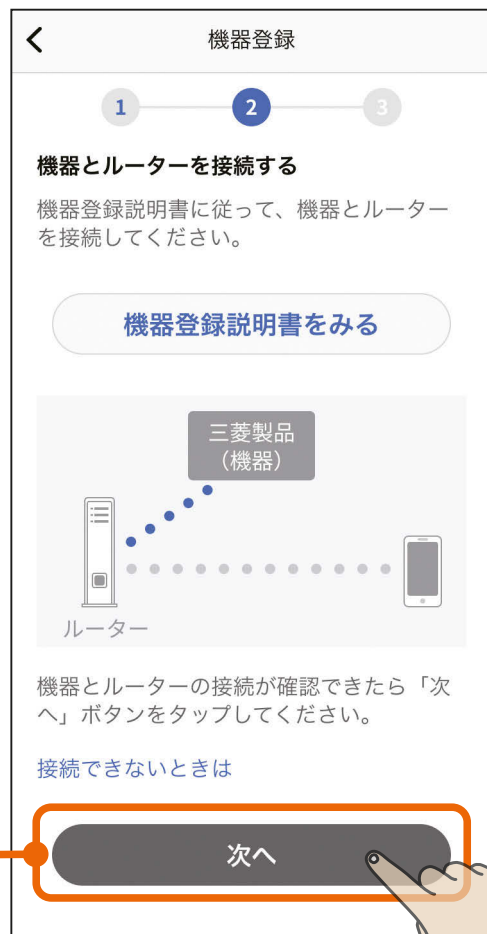 機器登録
1 2 3
機器とルーターを接続する
機器登録説明書に従って、機器とルーター
を接続してください。
機器登録説明書をみる
三菱製品
（機器）
ルーター
機器とルーターの接続が確認できたら「次
へ」ボタンをタップしてください。
接続できないときは
次へ